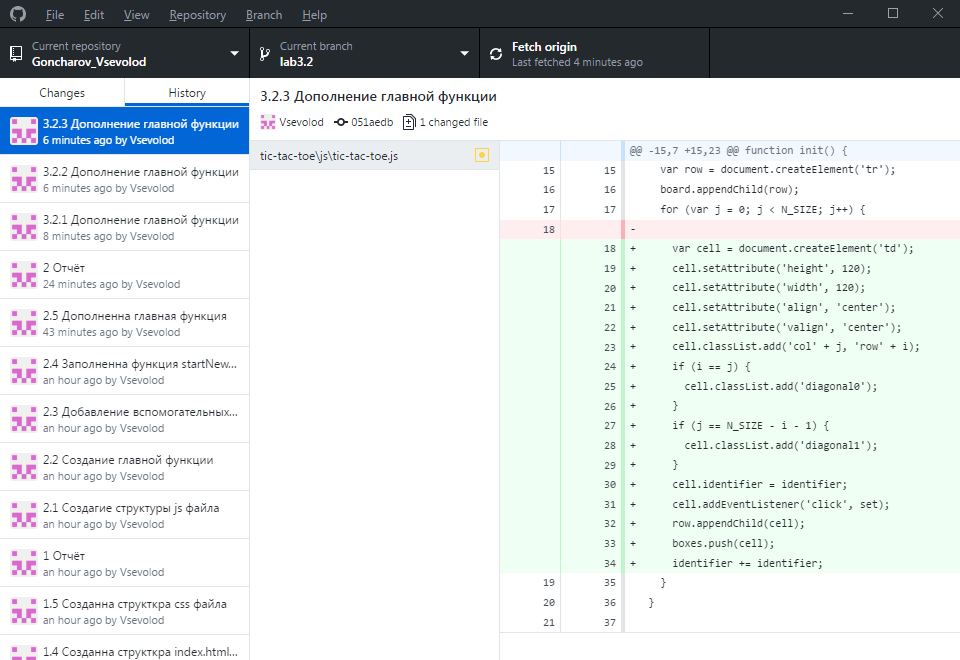 File Edit View Repository Branch Help
Current repository
Goncharov_Vsevolod
Current branch
lab3.2
Fetch origin
Last fetched 4 minutes ago
Changes History
3.2.3 Дополнение главной функции
6 minutes ago by Vsevolod
3.2.2 Дополнение главной функции
6 minutes ago by Vsevolod
3.2.1 Дополнение главной функции
8 minutes ago by Vsevolod
2 Отчёт
24 minutes ago by Vsevolod
2.5 Дополненна главная функция
43 minutes ago by Vsevolod
2.4 Заполненна функция startNew...
an hour ago by Vsevolod
2.3 Добавление вспомогательных...
an hour ago by Vsevolod
2.2 Создание главной функции
an hour ago by Vsevolod
2.1 Создагие структуры js файла
an hour ago by Vsevolod
1 Отчёт
an hour ago by Vsevolod
1.5 Созданна структкра css файла
an hour ago by Vsevolod
1.4 Созданна структкра index.html...
3.2.3 Дополнение главной функции
Vsevolod 051aedb 1 changed file
tic-tac-toe\js\tic-tac-toe.js
@@ -15,7 +15,23 @@ function init() {
15 15 var row = document.createElement('tr');
16 16 board.appendChild(row);
17 17 for (var j = 0; j < N_SIZE; j++) {
18 -
18 + var cell = document.createElement('td');
19 + cell.setAttribute('height', 120);
20 + cell.setAttribute('width', 120);
21 + cell.setAttribute('align', 'center');
22 + cell.setAttribute('valign', 'center');
23 + cell.classList.add('col' + j, 'row' + i);
24 + if (i == j) {
25 + cell.classList.add('diagonal0');
26 + }
27 + if (j == N_SIZE - i - 1) {
28 + cell.classList.add('diagonal1');
29 + }
30 + cell.identifier = identifier;
31 + cell.addEventListener('click', set);
32 + row.appendChild(cell);
33 + boxes.push(cell);
34 + identifier += identifier;
19 35 }
20 36 }
21 37